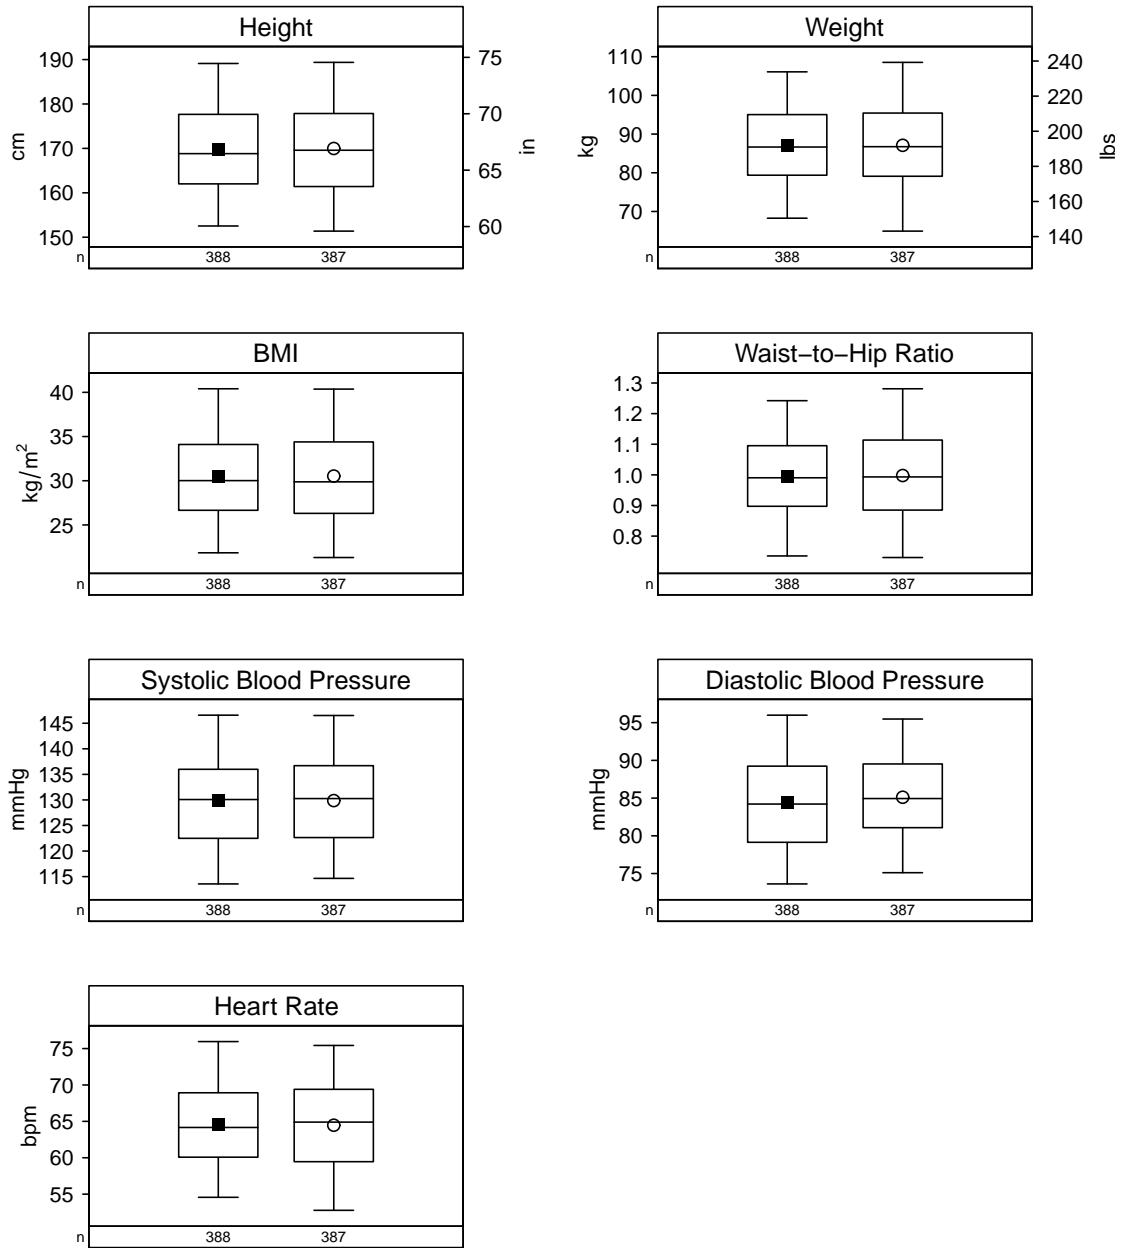 Height
190
180
170
160
150
cm
75
70
65
60
in
n 388 387
Weight
110
100
90
80
70
kg
240
220
200
180
160
140
lbs
n 388 387
BMI
40
35
30
25
kg/m²
n 388 387
Waist−to−Hip Ratio
1.3
1.2
1.1
1.0
0.9
0.8
n 388 387
Systolic Blood Pressure
145
140
135
130
125
120
115
mmHg
n 388 387
Diastolic Blood Pressure
95
90
85
80
75
mmHg
n 388 387
Heart Rate
75
70
65
60
55
bpm
n 388 387